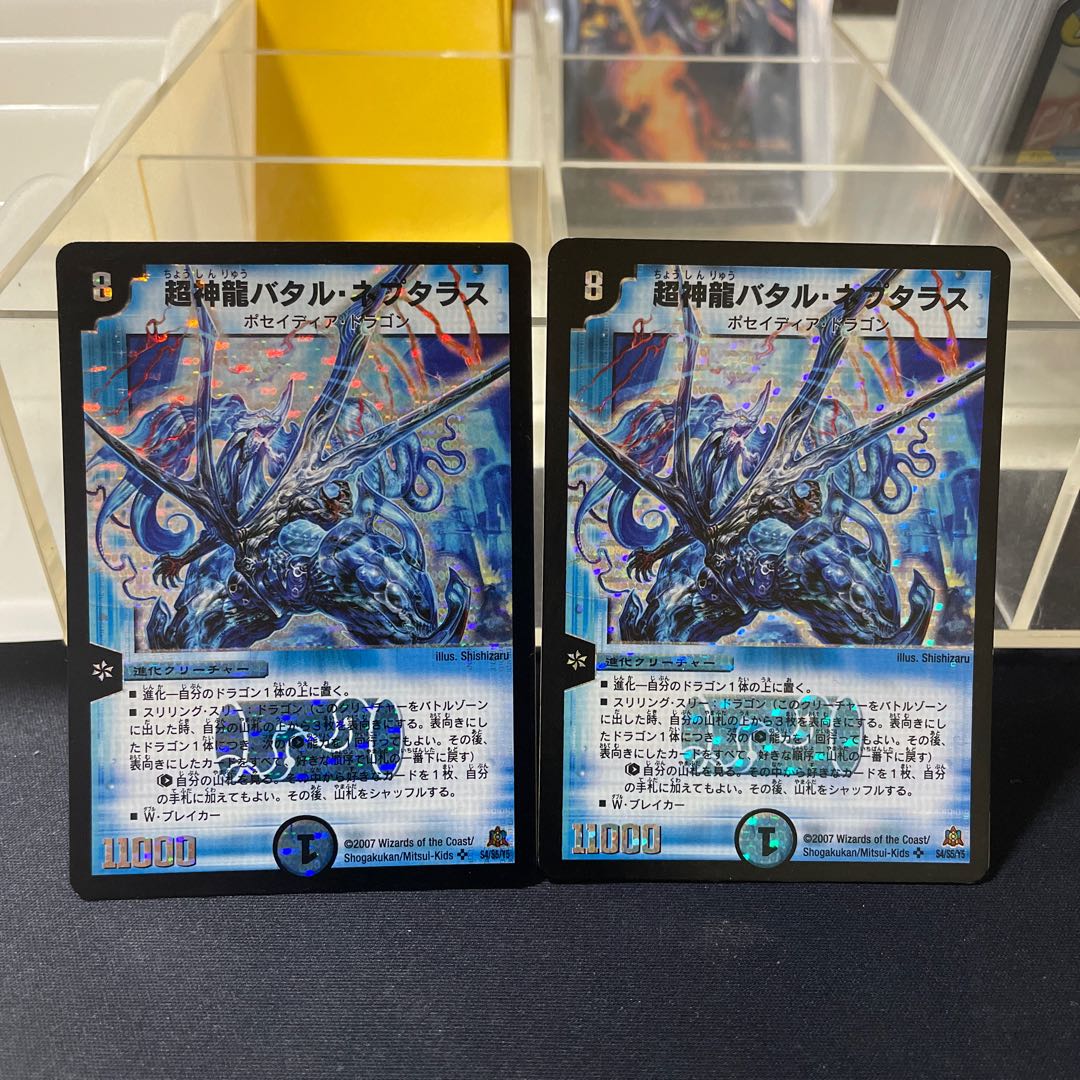 8
ちょうしんりゅう
超神龍バタル・ネプタラス
ポセイディア・ドラゴン
illus. Shishizaru
進化クリーチャー
■ 進化—自分のドラゴン1体の上に置く。
■ スリリング・スリー：ドラゴン（このクリーチャーをバトルゾーン
に出した時、自分の山札の上から3枚を表向きにする。表向きにし
たドラゴン1体につき、次の能力を1回行ってもよい。その後、
表向きにしたカードをすべて、好きな順序で山札の一番下に戻す）
自分の山札を見る。その中から好きなカードを1枚、自分
の手札に加えてもよい。その後、山札をシャッフルする。
■ W・ブレイカー
11000
1
©2007 Wizards of the Coast/
Shogakukan/Mitsui-Kids
S4/S5/Y5
8
ちょうしんりゅう
超神龍バタル・ネプタラス
ポセイディア・ドラゴン
illus. Shishizaru
進化クリーチャー
■ 進化—自分のドラゴン1体の上に置く。
■ スリリング・スリー：ドラゴン（このクリーチャーをバトルゾーン
に出した時、自分の山札の上から3枚を表向きにする。表向きにし
たドラゴン1体につき、次の能力を1回行ってもよい。その後、
表向きにしたカードをすべて、好きな順序で山札の一番下に戻す）
自分の山札を見る。その中から好きなカードを1枚、自分
の手札に加えてもよい。その後、山札をシャッフルする。
■ W・ブレイカー
11000
1
©2007 Wizards of the Coast/
Shogakukan/Mitsui-Kids
S4/S5/Y5